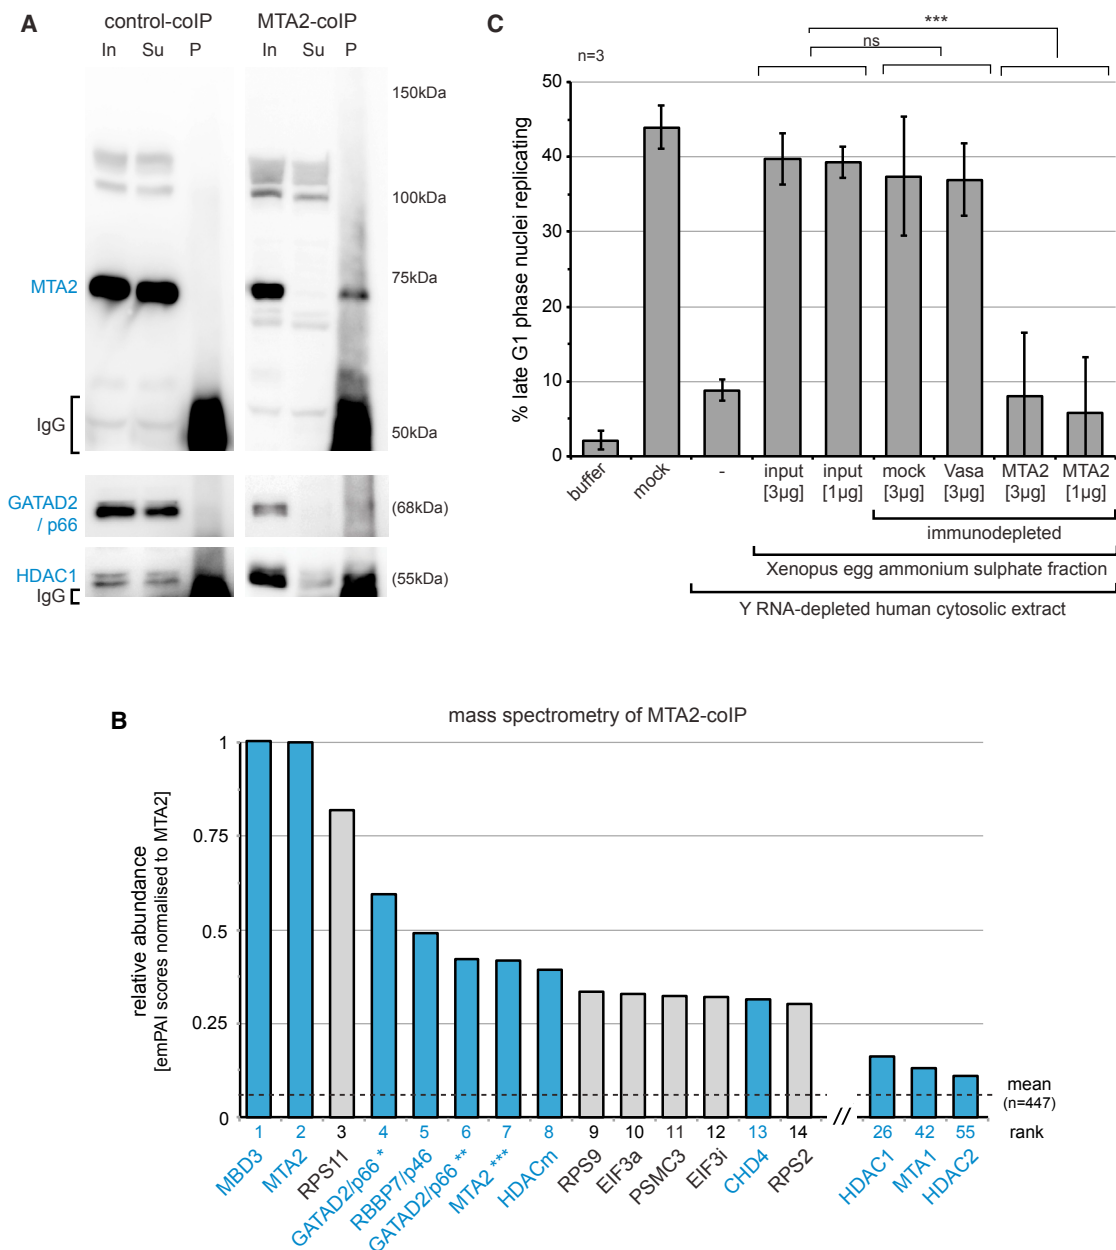 A
control-coIP
MTA2-coIP
In Su P
In Su P
150kDa
100kDa
MTA2
75kDa
IgG
50kDa
GATAD2
/ p66
(68kDa)
HDAC1
(55kDa)
IgG
C
***
ns
n=3
% late G1 phase nuclei replicating
50
40
30
20
10
0
buffer
mock
-
input
[3µg]
input
[1µg]
mock
[3µg]
Vasa
[3µg]
MTA2
[3µg]
MTA2
[1µg]
immunodepleted
Xenopus egg ammonium sulphate fraction
Y RNA-depleted human cytosolic extract
B
mass spectrometry of MTA2-coIP
relative abundance
[emPAI scores normalised to MTA2]
1
0.75
0.5
0.25
0
mean
(n=447)
1 2 3 4 5 6 7 8 9 10 11 12 13 14 // 26 42 55 rank
MBD3
MTA2
RPS11
GATAD2/p66 *
RBBP7/p46
GATAD2/p66 **
MTA2 ***
HDACm
RPS9
EIF3a
PSMC3
EIF3i
CHD4
RPS2
HDAC1
MTA1
HDAC2